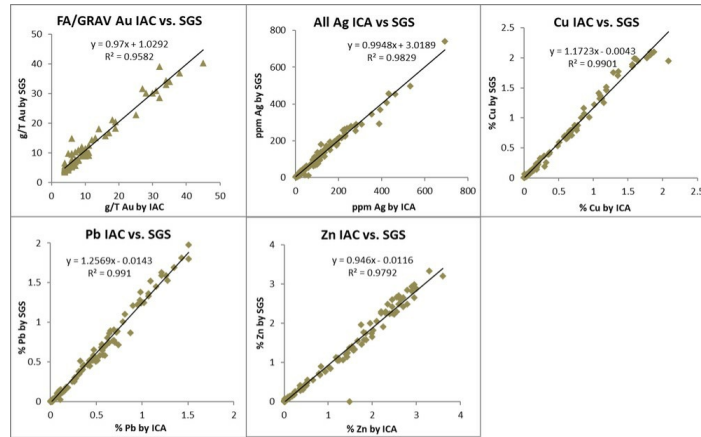 FA/GRAV Au IAC vs. SGS
50
40
30
20
10
0
0
10
20
30
40
50
g/T Au by SGS
g/T Au by IAC
y = 0.97x + 1.0292
R² = 0.9582
All Ag ICA vs SGS
800
600
400
200
0
0
200
400
600
800
ppm Ag by SGS
ppm Ag by ICA
y = 0.9948x + 3.0189
R² = 0.9829
Cu IAC vs. SGS
2.5
2
1.5
1
0.5
0
0
0.5
1
1.5
2
2.5
% Cu by SGS
% Cu by ICA
y = 1.1723x - 0.0043
R² = 0.9901
Pb IAC vs. SGS
2
1.5
1
0.5
0
0
0.5
1
1.5
2
% Pb by SGS
% Pb by ICA
y = 1.2569x - 0.0143
R² = 0.991
Zn IAC vs. SGS
4
3
2
1
0
0
1
2
3
4
% Zn by SGS
% Zn by ICA
y = 0.946x - 0.0116
R² = 0.9792